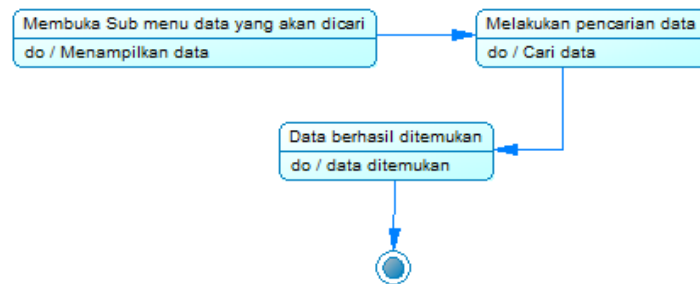 Membuka Sub menu data yang akan dicari
do / Menampilkan data
Melakukan pencarian data
do / Cari data
Data berhasil ditemukan
do / data ditemukan